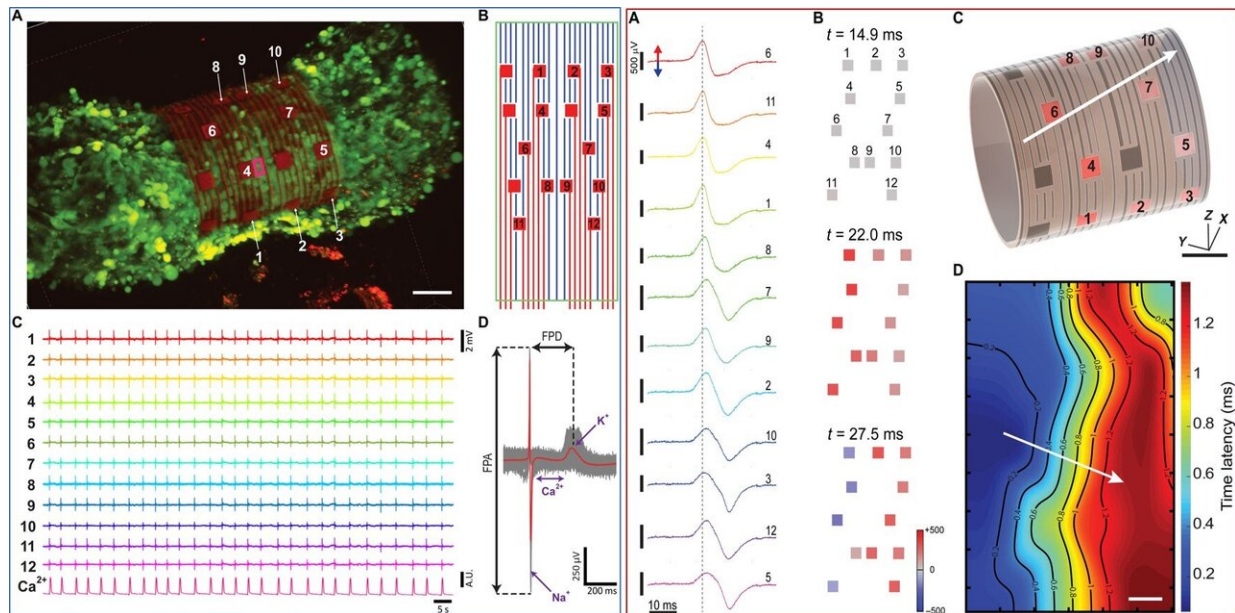 A
10
9
8
7
6
5
4
3
2
1
B
1
2
3
4
5
6
7
8
9
10
11
12
C
1
2
3
4
5
6
7
8
9
10
11
12
Ca2+
2 mV
A.U.
5 s
D
FPD
FPA
K+
Ca2+
Na+
250 µV
200 ms
A
500 µV
6
11
4
1
8
7
9
2
10
3
12
5
10 ms
B
t = 14.9 ms
1 2 3
4 5
6 7
8 9 10
11 12
t = 22.0 ms
t = 27.5 ms
+500
0
−500
C
10
9
8
7
6
5
4
3
2
1
Z
Y X
D
1.2
1
0.8
0.6
0.4
0.2
Time latency (ms)